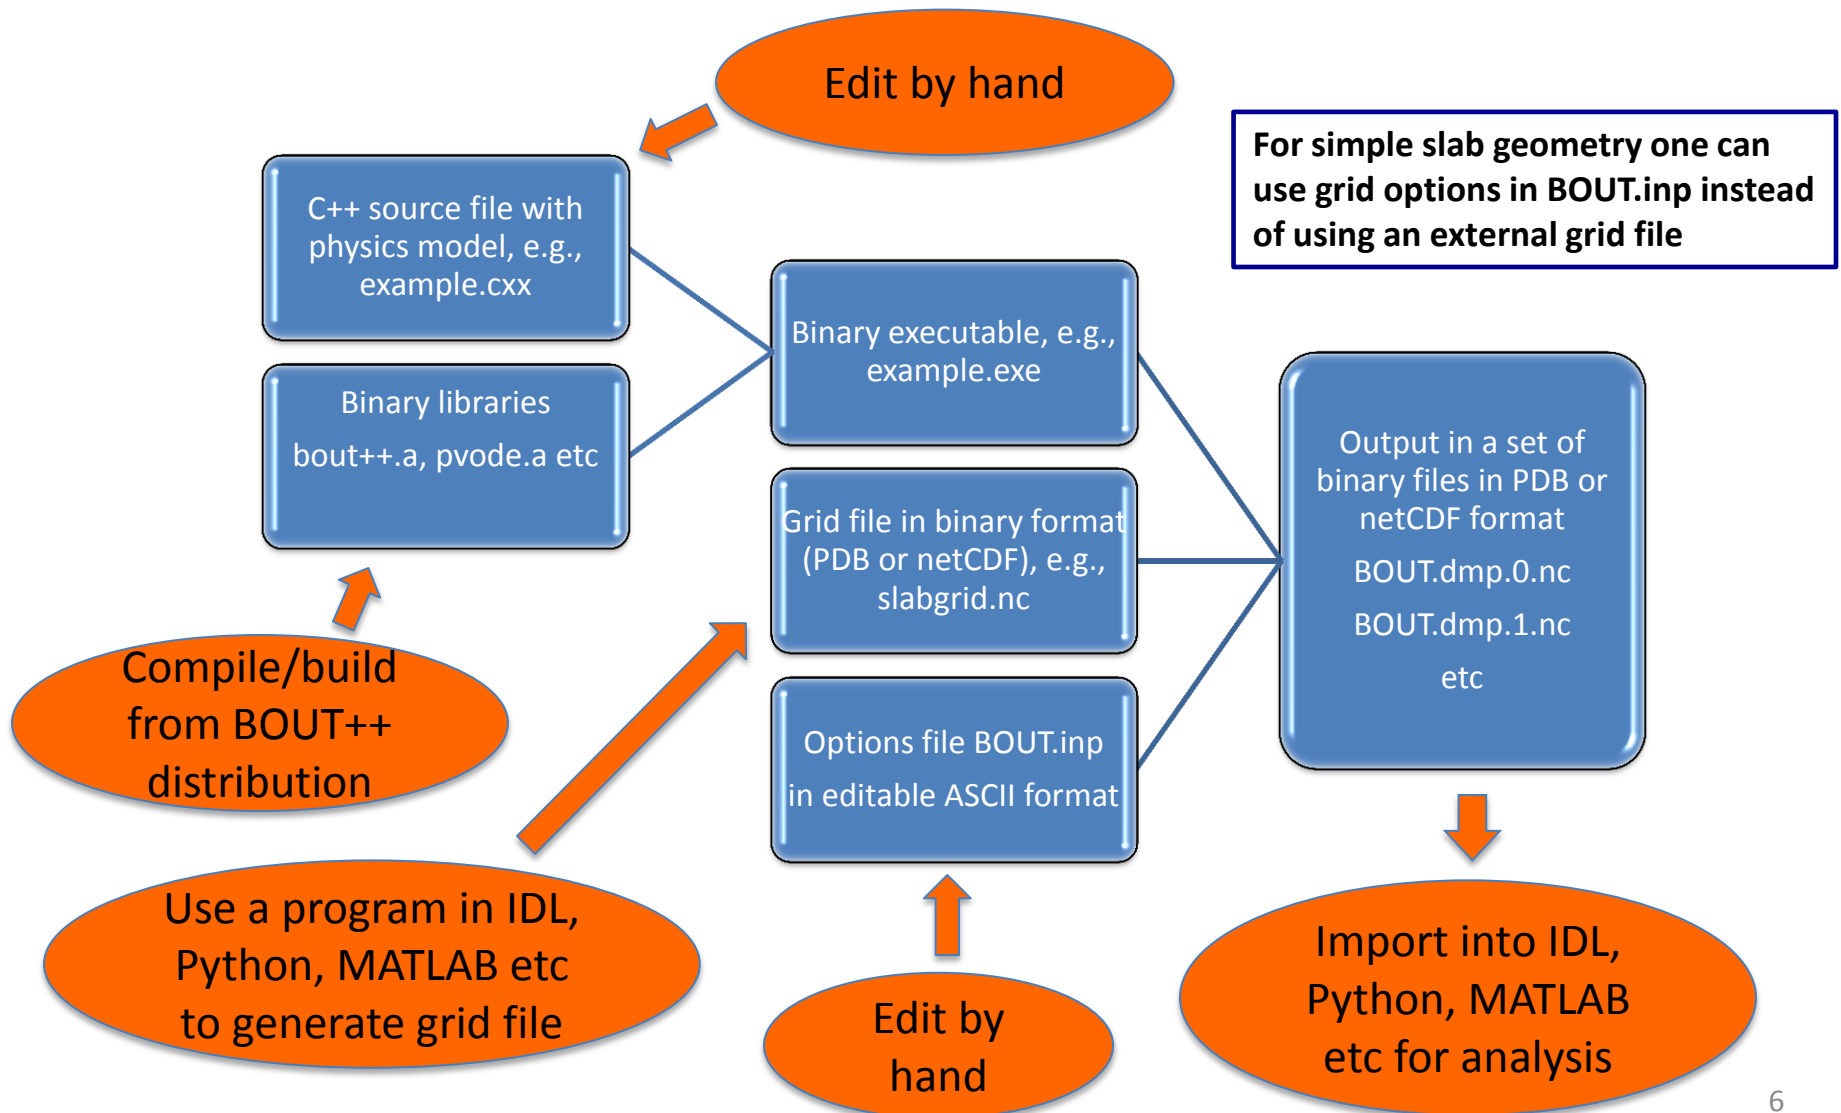 Edit by hand
For simple slab geometry one can
use grid options in BOUT.inp instead
of using an external grid file
C++ source file with
physics model, e.g.,
example.cxx
Binary libraries
bout++.a, pvode.a etc
Binary executable, e.g.,
example.exe
Grid file in binary format
(PDB or netCDF), e.g.,
slabgrid.nc
Options file BOUT.inp
in editable ASCII format
Output in a set of
binary files in PDB or
netCDF format
BOUT.dmp.0.nc
BOUT.dmp.1.nc
etc
Compile/build
from BOUT++
distribution
Use a program in IDL,
Python, MATLAB etc
to generate grid file
Edit by
hand
Import into IDL,
Python, MATLAB
etc for analysis
6